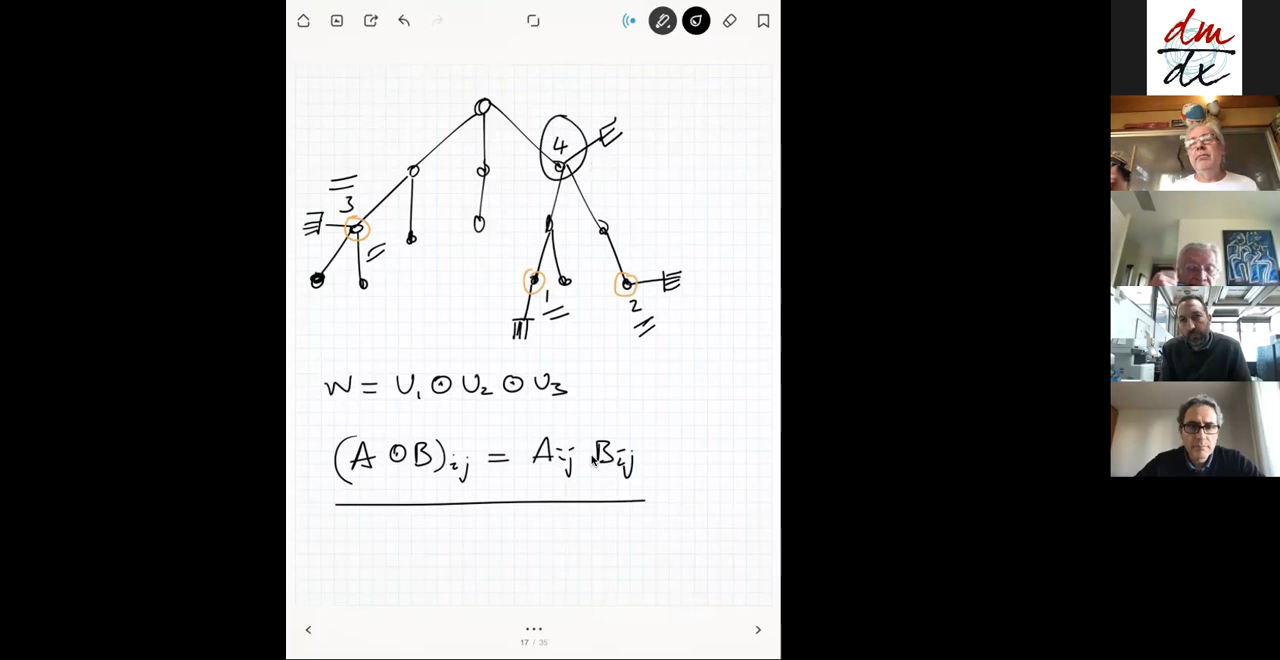 dm
dx
4
3
1
2
W = U₁ ⊙ U₂ ⊙ U₃
(A ⊙ B)ᵢⱼ = Aᵢⱼ Bᵢⱼ
17 / 35